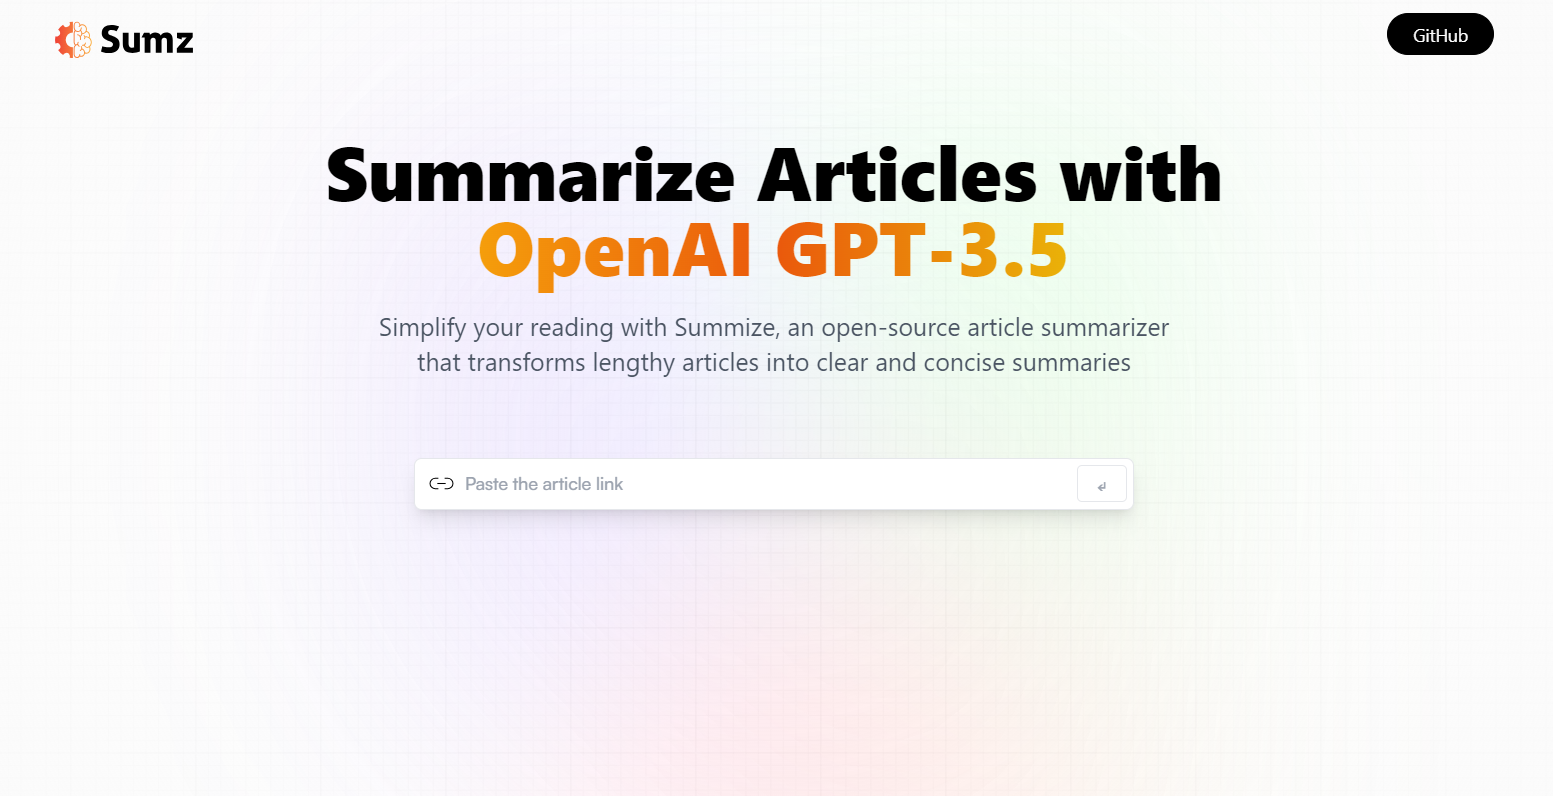 Sumz
GitHub
Summarize Articles with
OpenAI GPT-3.5
Simplify your reading with Summize, an open-source article summarizer
that transforms lengthy articles into clear and concise summaries
Paste the article link
↲